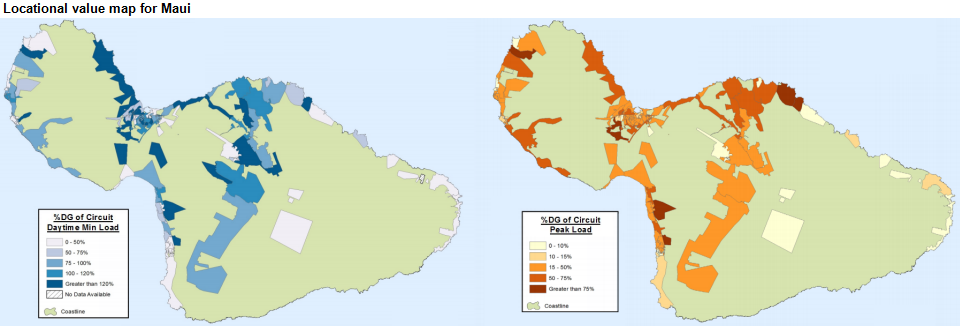 Locational value map for Maui
%DG of Circuit
Daytime Min Load
0 - 50%
50 - 75%
75 - 100%
100 - 120%
Greater than 120%
No Data Available
Coastline
%DG of Circuit
Peak Load
0 - 10%
10 - 15%
15 - 50%
50 - 75%
Greater than 75%
Coastline